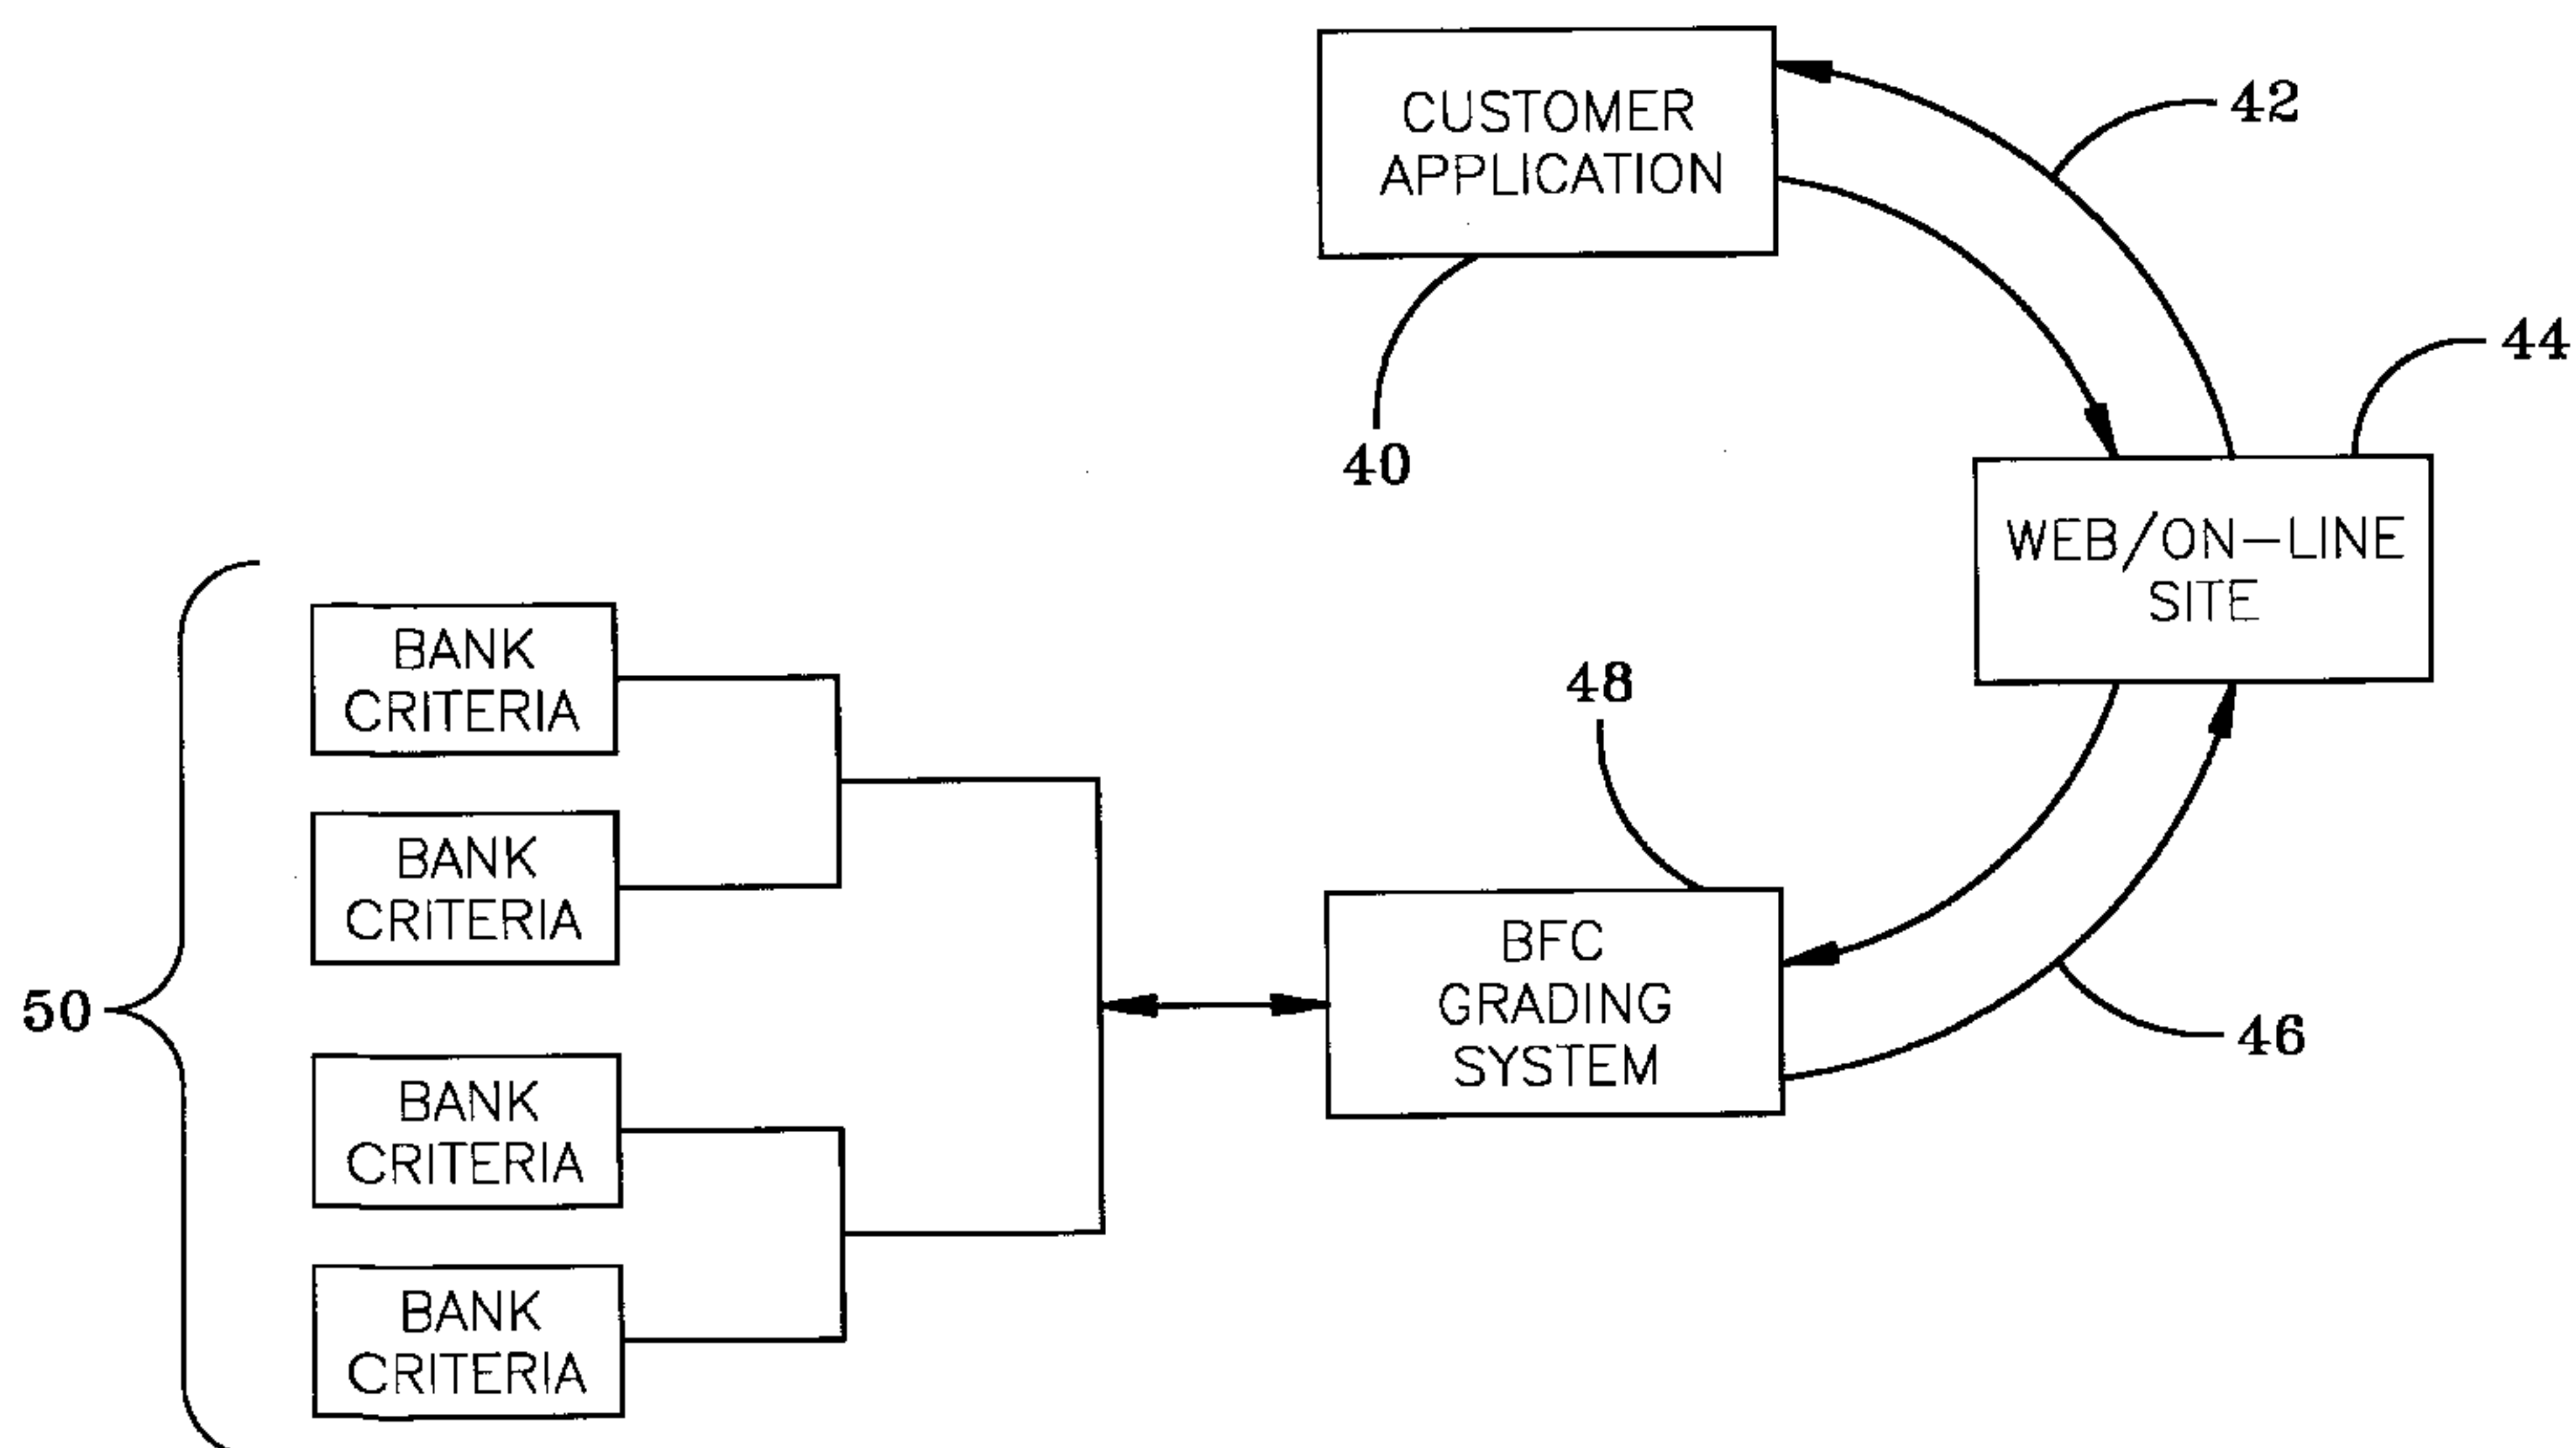 CUSTOMER
APPLICATION
42
40
44
WEB/ON-LINE
SITE
BANK
CRITERIA
BANK
CRITERIA
50
BANK
CRITERIA
BANK
CRITERIA
48
BFC
GRADING
SYSTEM
46